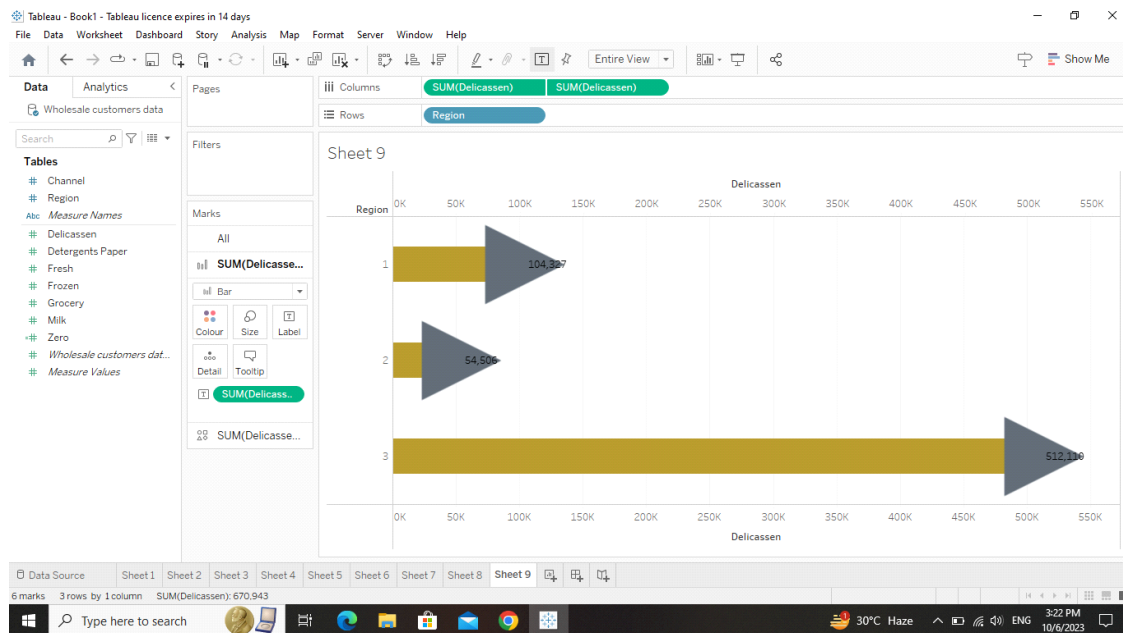 Tableau - Book1 - Tableau licence expires in 14 days
File Data Worksheet Dashboard Story Analysis Map Format Server Window Help
Entire View
Show Me
Data Analytics
Wholesale customers data
Search
Tables
# Channel
# Region
Abc Measure Names
# Delicassen
# Detergents Paper
# Fresh
# Frozen
# Grocery
# Milk
=# Zero
# Wholesale customers dat...
# Measure Values
Pages
Filters
Marks
All
SUM(Delicasse...
Bar
Colour Size Label
Detail Tooltip
SUM(Delicass..
SUM(Delicasse...
Columns SUM(Delicassen) SUM(Delicassen)
Rows Region
Sheet 9
Delicassen
Region 0K 50K 100K 150K 200K 250K 300K 350K 400K 450K 500K 550K
1 104,327
2 54,506
3 512,110
0K 50K 100K 150K 200K 250K 300K 350K 400K 450K 500K 550K
Delicassen
Data Source Sheet 1 Sheet 2 Sheet 3 Sheet 4 Sheet 5 Sheet 6 Sheet 7 Sheet 8 Sheet 9
6 marks 3 rows by 1 column SUM(Delicassen): 670,943
Type here to search
30°C Haze ENG
3:22 PM
10/6/2023